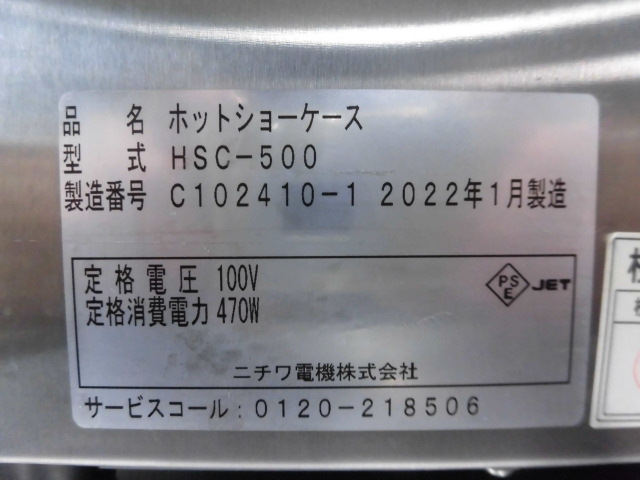 品 名 ホットショーケース
型 式 HSC-500
製造番号 C102410-1 2022年1月製造
定格電圧 100V
定格消費電力 470W
PSE JET
ニチワ電機株式会社
サービスコール:0120-218506